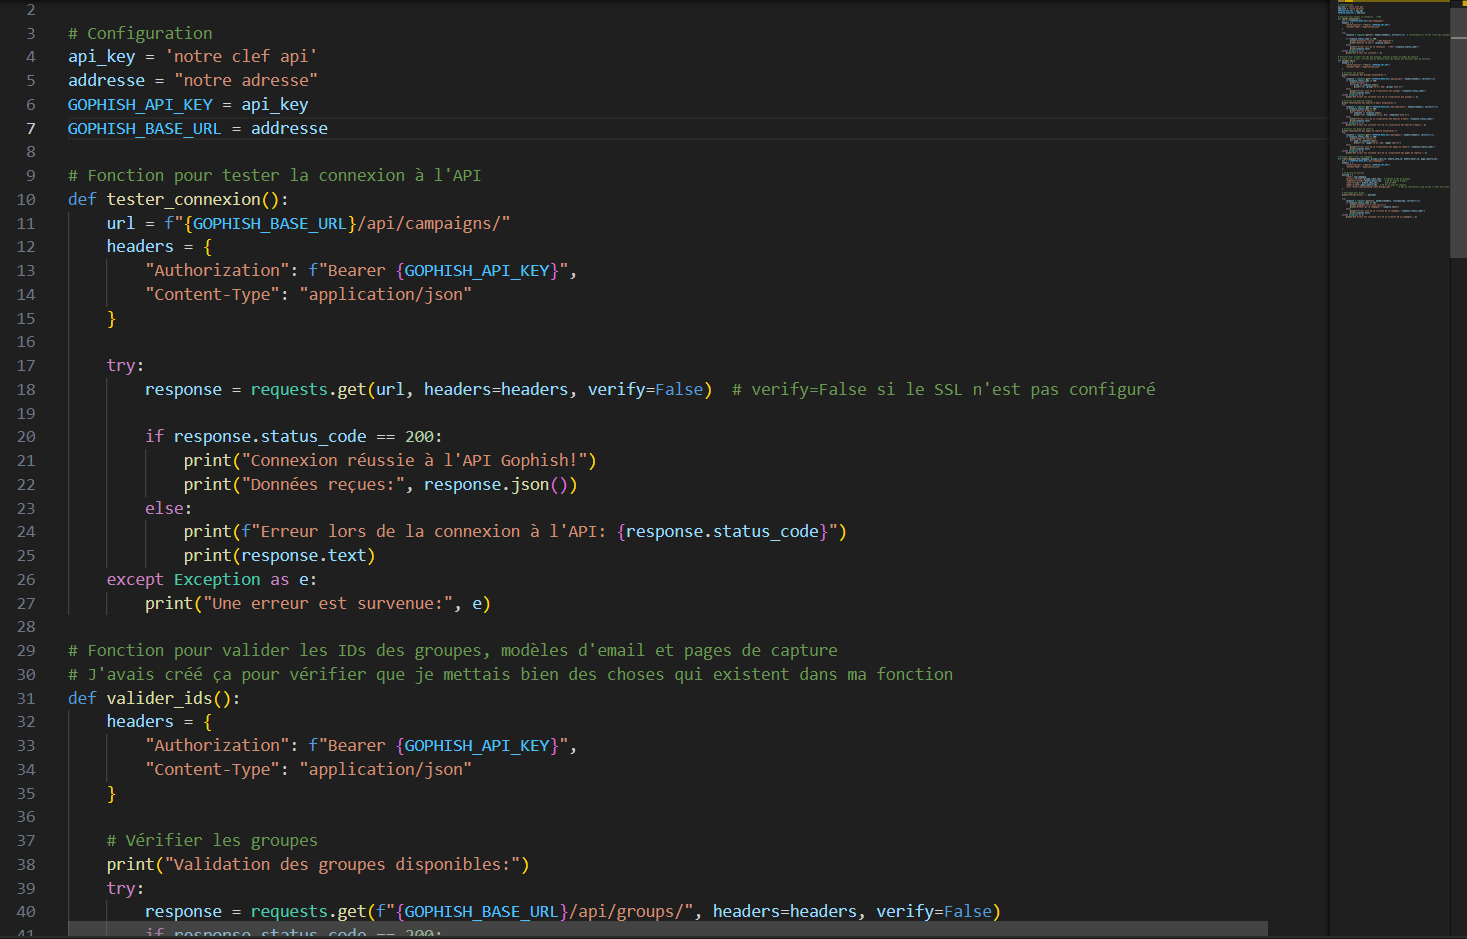 2
3 # Configuration
4 api_key = 'notre clef api'
5 addresse = "notre adresse"
6 GOPHISH_API_KEY = api_key
7 GOPHISH_BASE_URL = addresse
8
9 # Fonction pour tester la connexion à l'API
10 def tester_connexion():
11     url = f"{GOPHISH_BASE_URL}/api/campaigns/"
12     headers = {
13         "Authorization": f"Bearer {GOPHISH_API_KEY}",
14         "Content-Type": "application/json"
15     }
16
17     try:
18         response = requests.get(url, headers=headers, verify=False)  # verify=False si le SSL n'est pas configuré
19
20         if response.status_code == 200:
21             print("Connexion réussie à l'API Gophish!")
22             print("Données reçues:", response.json())
23         else:
24             print(f"Erreur lors de la connexion à l'API: {response.status_code}")
25             print(response.text)
26     except Exception as e:
27         print("Une erreur est survenue:", e)
28
29 # Fonction pour valider les IDs des groupes, modèles d'email et pages de capture
30 # J'avais créé ça pour vérifier que je mettais bien des choses qui existent dans ma fonction
31 def valider_ids():
32     headers = {
33         "Authorization": f"Bearer {GOPHISH_API_KEY}",
34         "Content-Type": "application/json"
35     }
36
37     # Vérifier les groupes
38     print("Validation des groupes disponibles:")
39     try:
40         response = requests.get(f"{GOPHISH_BASE_URL}/api/groups/", headers=headers, verify=False)
41         if response.status_code == 200: